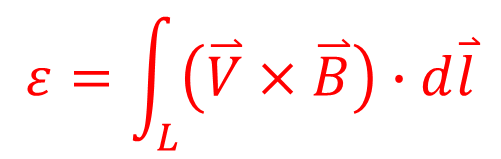 ε = ∫_L (V⃗ × B⃗) · dl⃗